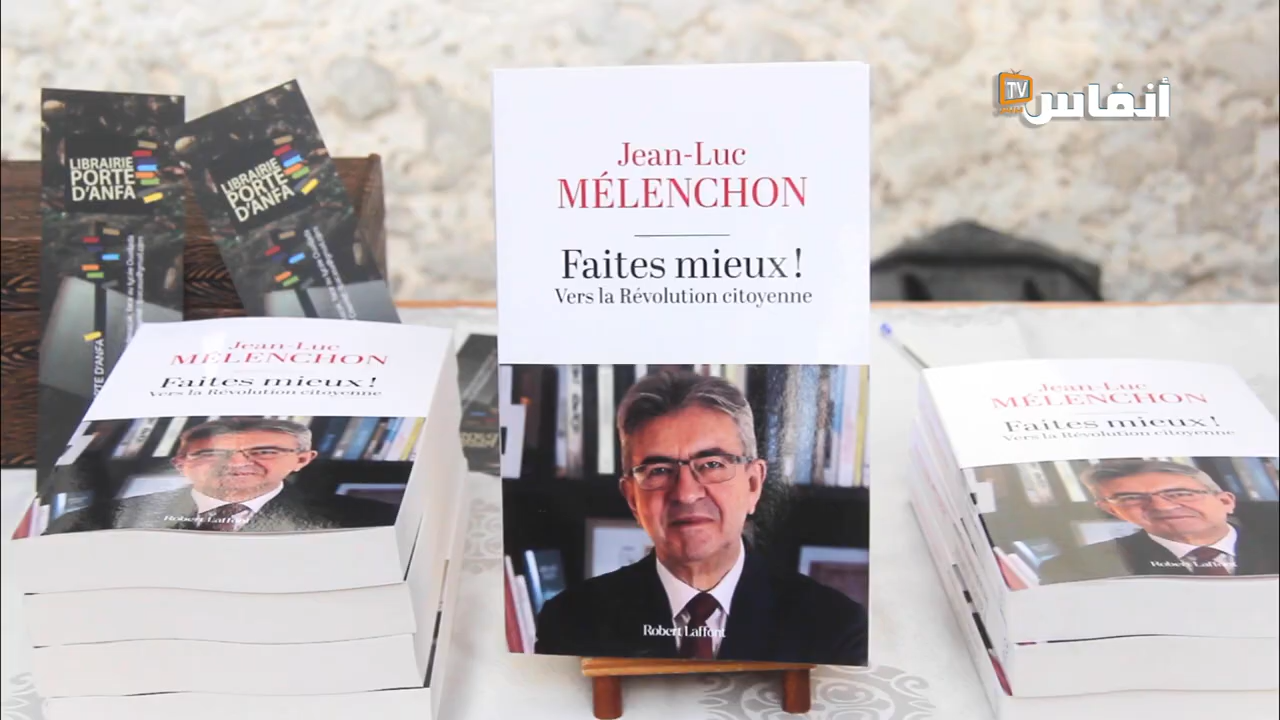 TV
أنفاس
LIBRAIRIE
PORTE
D'ANFA
LIBRAIRIE
PORTE
D'ANFA
PORTE D'ANFA
Jean-Luc
MÉLENCHON
Faites mieux !
Vers la Révolution citoyenne
Robert Laffont
Jean-Luc
MÉLENCHON
Faites mieux !
Vers la Révolution citoyenne
Robert Laffont
Jean-Luc
MÉLENCHON
Faites mieux !
Vers la Révolution citoyenne
Robert Laffont